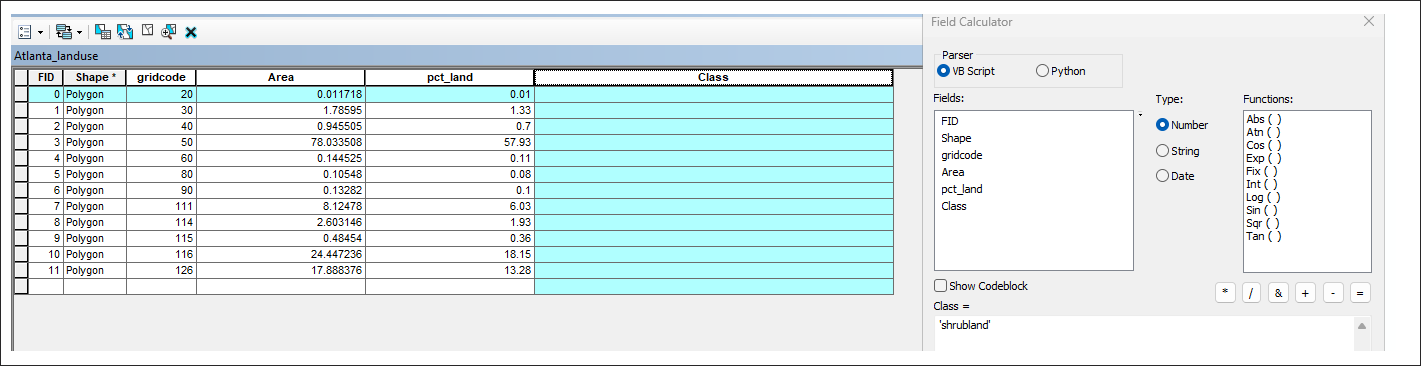 Field Calculator
Atlanta_landuse
FID Shape * gridcode Area pct_land Class
0 Polygon 20 0.011718 0.01
1 Polygon 30 1.78595 1.33
2 Polygon 40 0.945505 0.7
3 Polygon 50 78.033508 57.93
4 Polygon 60 0.144525 0.11
5 Polygon 80 0.10548 0.08
6 Polygon 90 0.13282 0.1
7 Polygon 111 8.12478 6.03
8 Polygon 114 2.603146 1.93
9 Polygon 115 0.48454 0.36
10 Polygon 116 24.447236 18.15
11 Polygon 126 17.888376 13.28
Parser
VB Script Python
Fields:
FID
Shape
gridcode
Area
pct_land
Class
Type:
Number
String
Date
Functions:
Abs ( )
Atn ( )
Cos ( )
Exp ( )
Fix ( )
Int ( )
Log ( )
Sin ( )
Sqr ( )
Tan ( )
Show Codeblock
* / & + - =
Class =
'shrubland'